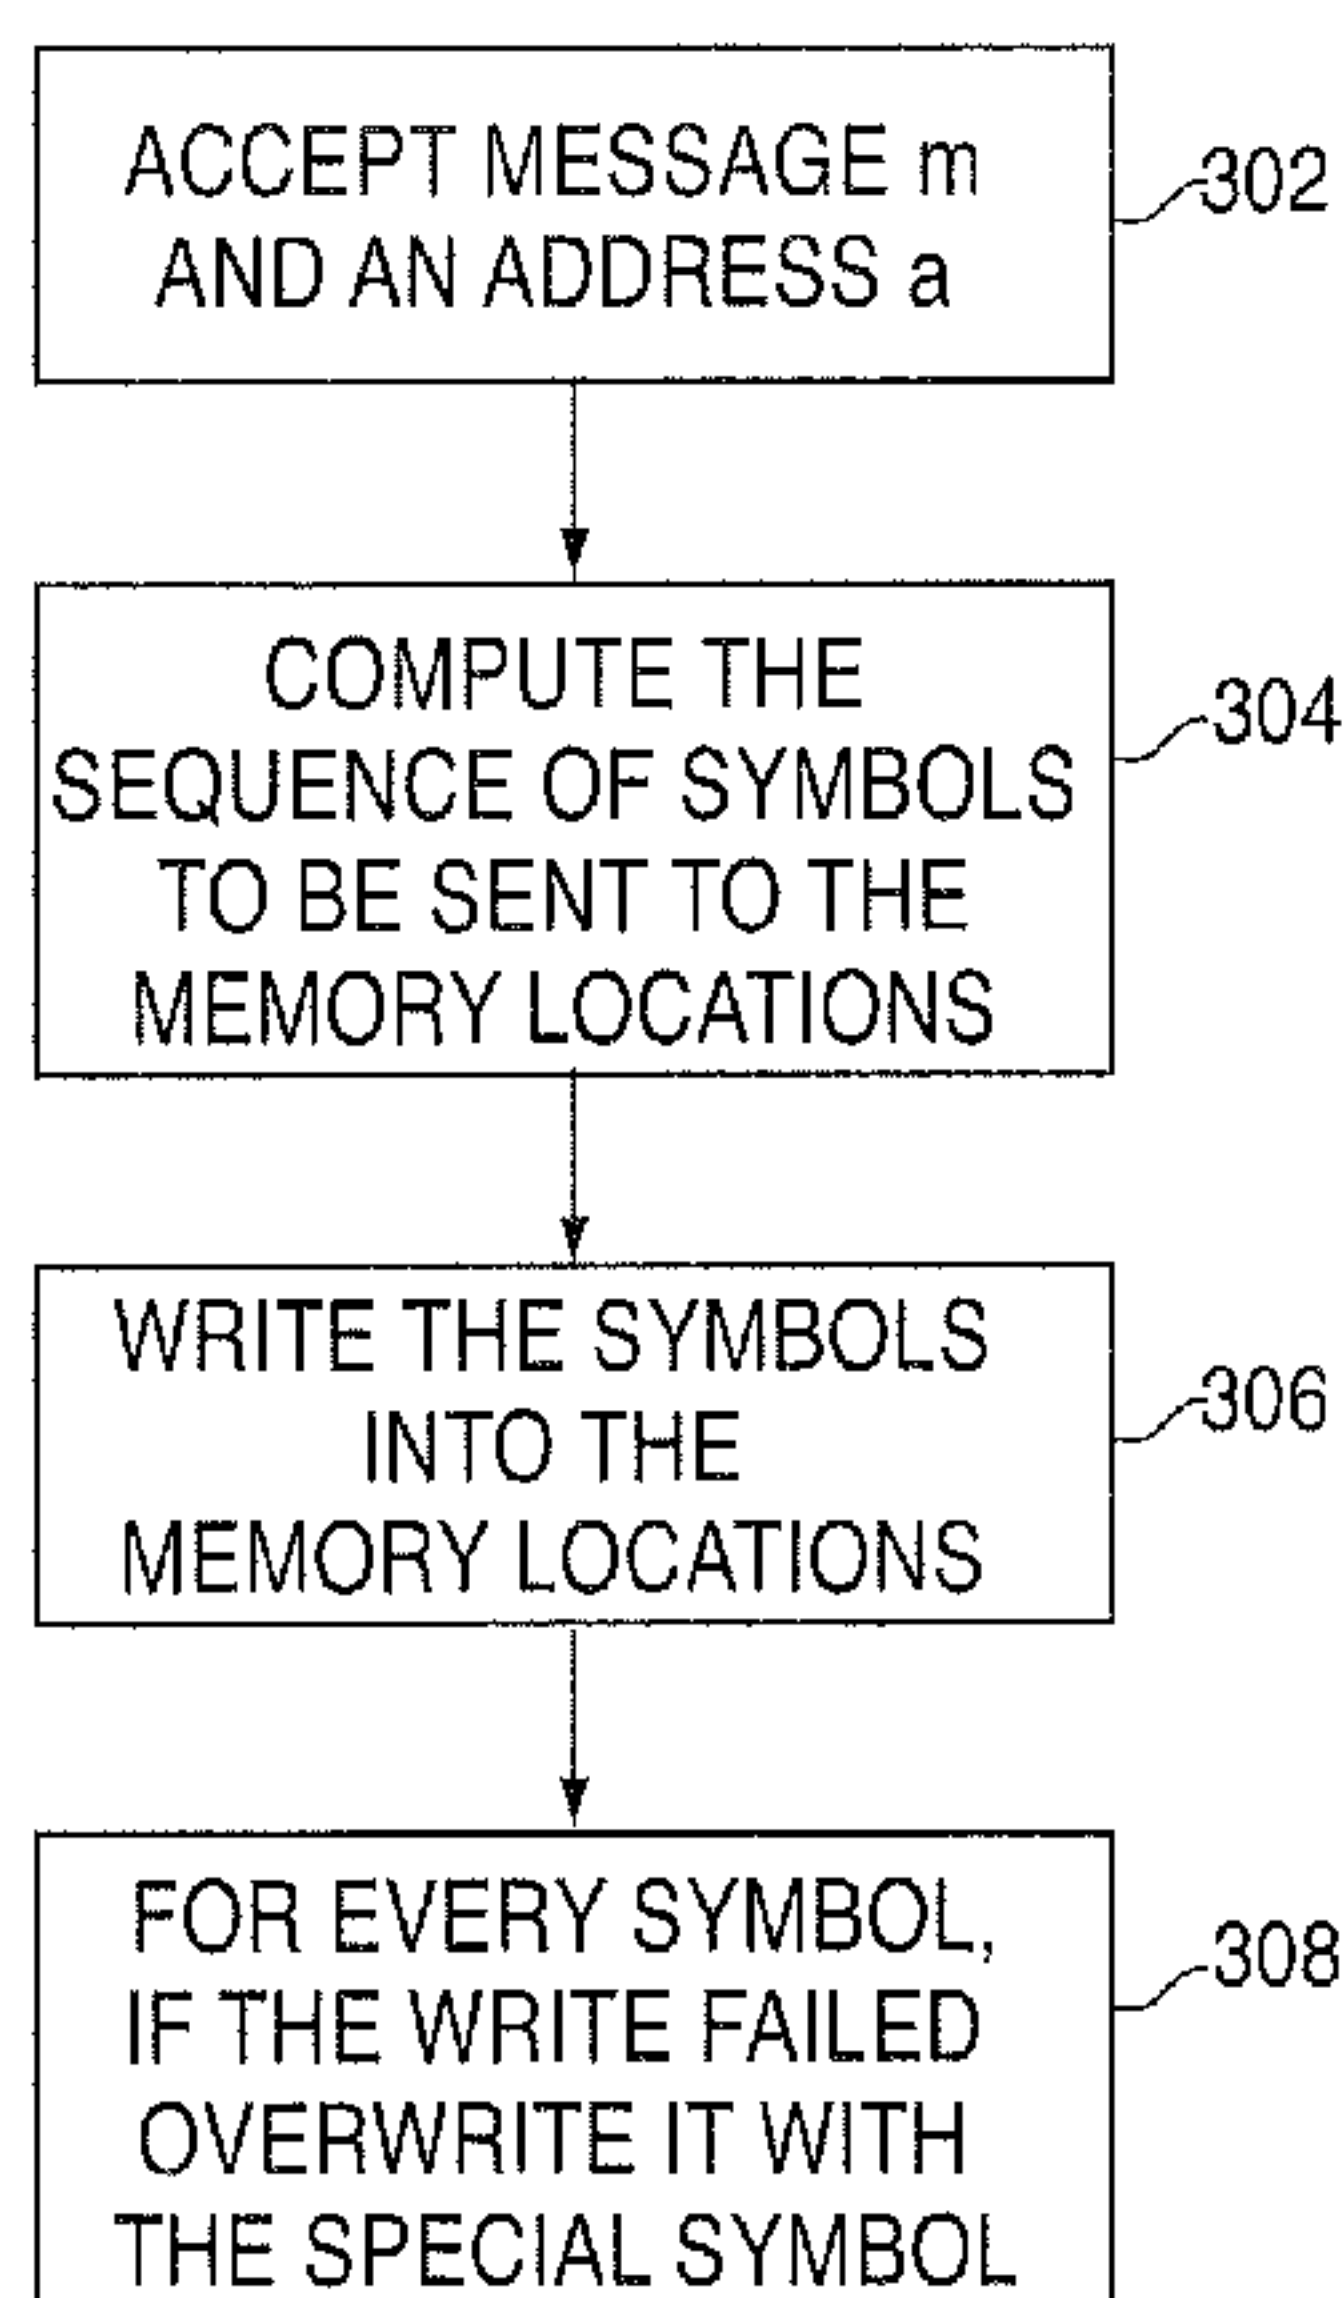 ACCEPT MESSAGE m
AND AN ADDRESS a
302
COMPUTE THE
SEQUENCE OF SYMBOLS
TO BE SENT TO THE
MEMORY LOCATIONS
304
WRITE THE SYMBOLS
INTO THE
MEMORY LOCATIONS
306
FOR EVERY SYMBOL,
IF THE WRITE FAILED
OVERWRITE IT WITH
THE SPECIAL SYMBOL
308